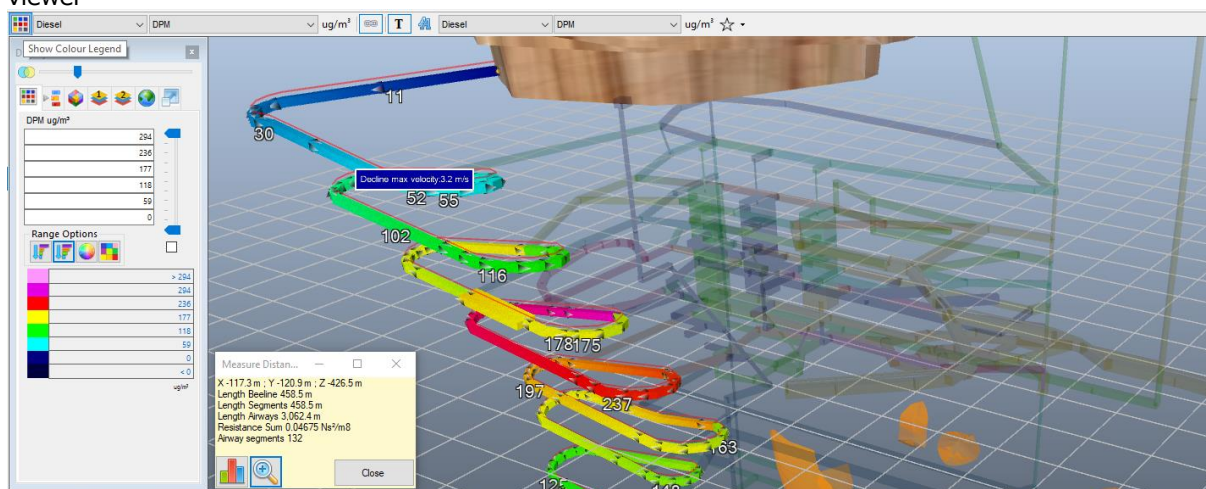 viewer
Diesel DPM ug/m³ T Diesel DPM ug/m³
Show Colour Legend
DPM ug/m³
294
236
177
118
59
0
Range Options
> 294
294
236
177
118
59
0
< 0
ug/m³
11
30
Decline max velocity:3.2 m/s
52 55
102
116
178175
197
237
63
125
Measure Distan...
X -117.3 m ; Y -120.9 m ; Z -426.5 m
Length Beeline 458.5 m
Length Segments 458.5 m
Length Airways 3,062.4 m
Resistance Sum 0.04675 Ns²/m8
Airway segments 132
Close